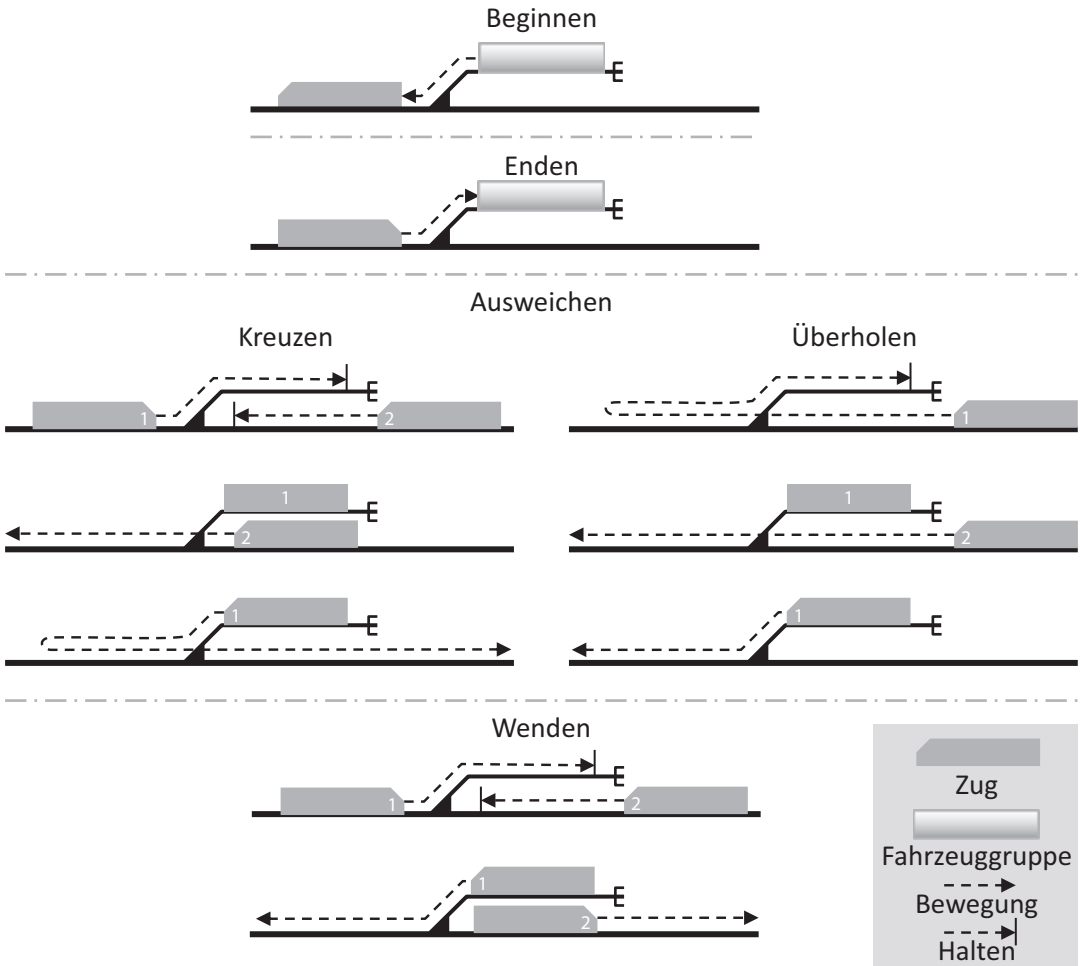 Beginnen
Enden
Ausweichen
Kreuzen
Überholen
1
2
1
1
2
1
2
1
1
Wenden
1
2
1
2
Zug
Fahrzeuggruppe
Bewegung
Halten